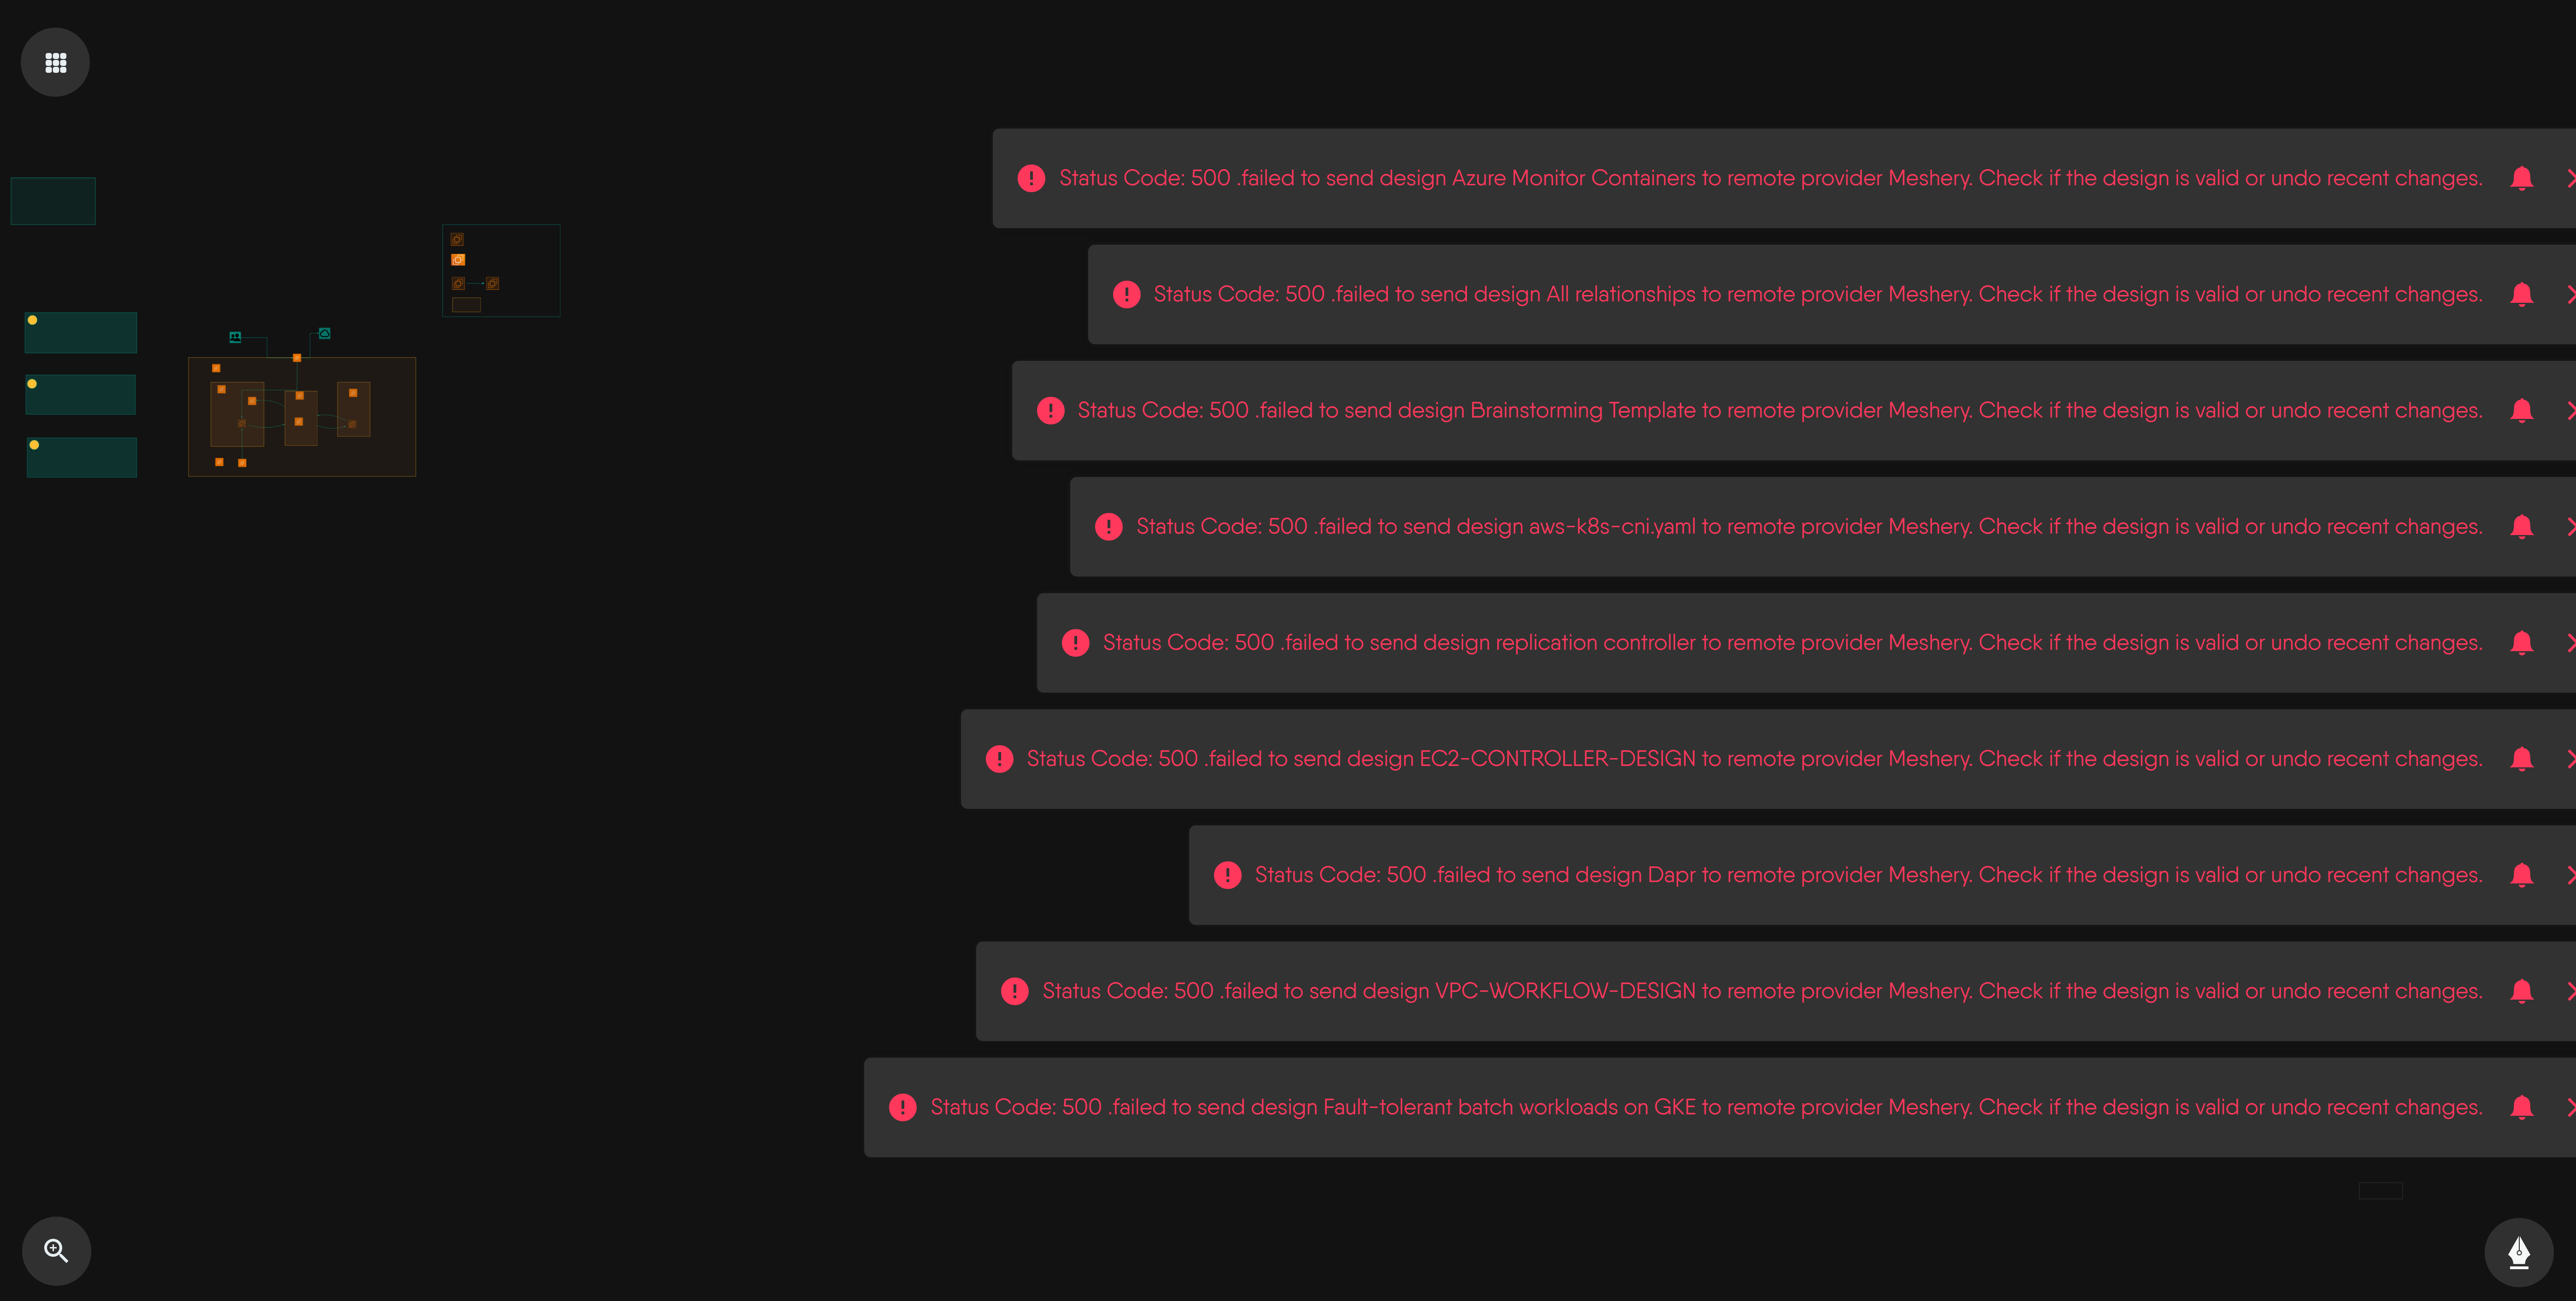 Status Code: 500 .failed to send design Azure Monitor Containers to remote provider Meshery. Check if the design is valid or undo recent changes.
Status Code: 500 .failed to send design All relationships to remote provider Meshery. Check if the design is valid or undo recent changes.
Status Code: 500 .failed to send design Brainstorming Template to remote provider Meshery. Check if the design is valid or undo recent changes.
Status Code: 500 .failed to send design aws-k8s-cni.yaml to remote provider Meshery. Check if the design is valid or undo recent changes.
Status Code: 500 .failed to send design replication controller to remote provider Meshery. Check if the design is valid or undo recent changes.
Status Code: 500 .failed to send design EC2-CONTROLLER-DESIGN to remote provider Meshery. Check if the design is valid or undo recent changes.
Status Code: 500 .failed to send design Dapr to remote provider Meshery. Check if the design is valid or undo recent changes.
Status Code: 500 .failed to send design VPC-WORKFLOW-DESIGN to remote provider Meshery. Check if the design is valid or undo recent changes.
Status Code: 500 .failed to send design Fault-tolerant batch workloads on GKE to remote provider Meshery. Check if the design is valid or undo recent changes.